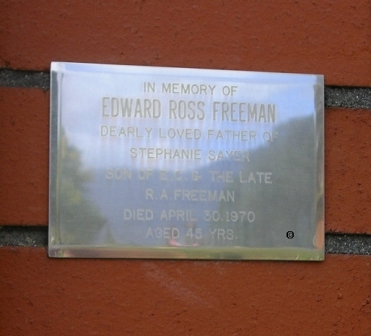 IN MEMORY OF
EDWARD ROSS FREEMAN
DEARLY LOVED FATHER OF
STEPHANIE SAYER
SON OF E. C. & THE LATE
R. A. FREEMAN
DIED APRIL 30. 1970
AGED 45 YRS.